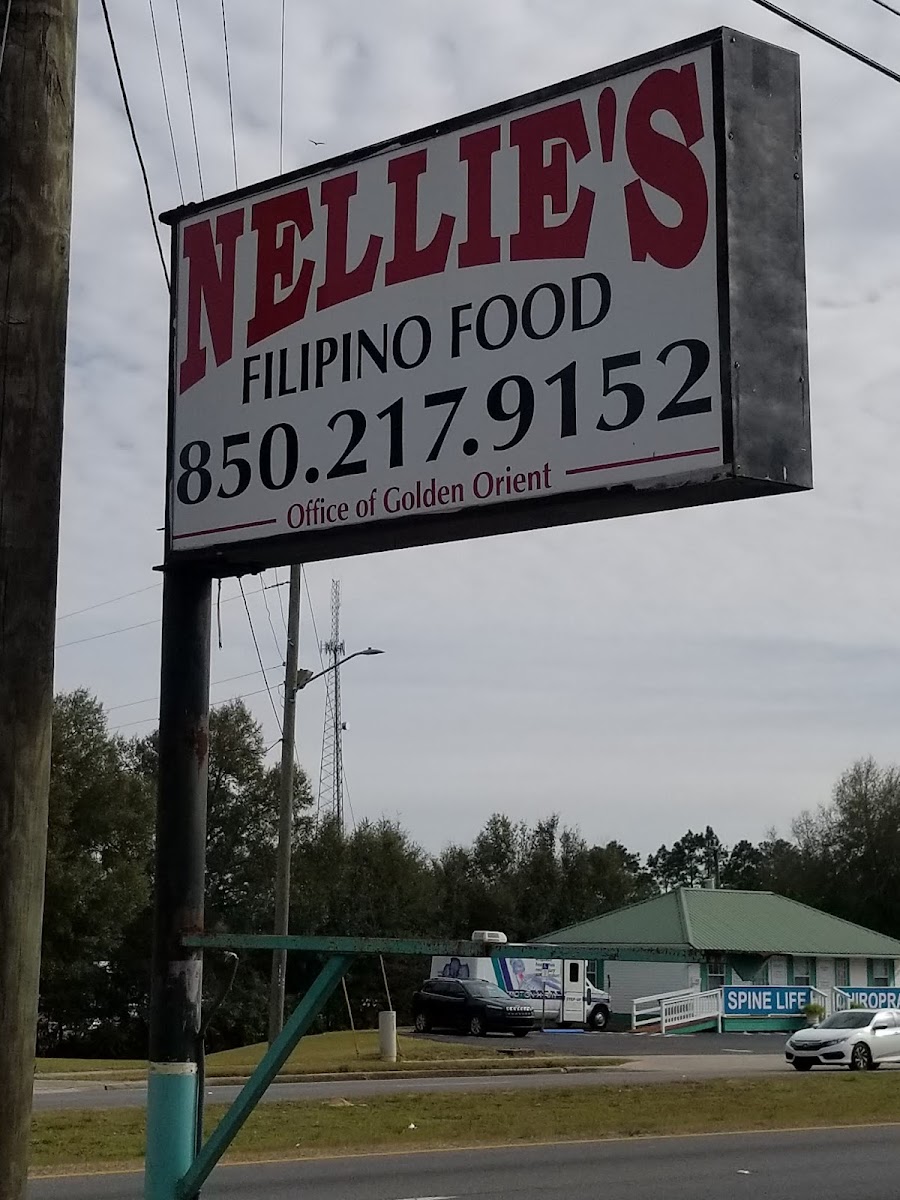 NELLIE'S
FILIPINO FOOD
850.217.9152
Office of Golden Orient
SPINE LIFE
CHIROPRA